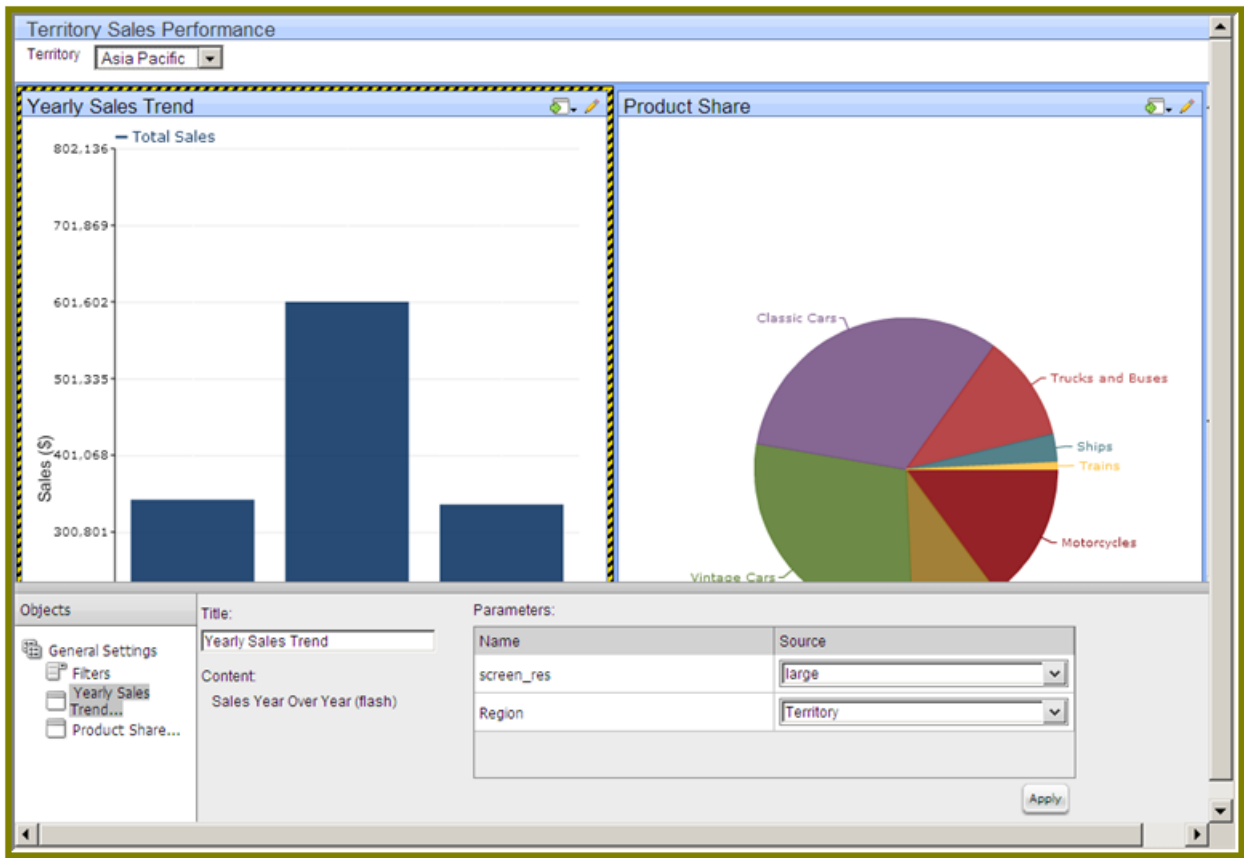 Territory Sales Performance
Territory
Asia Pacific
Yearly Sales Trend
Total Sales
802,136
701,869
601,602
501,335
401,068
300,801
Sales ($)
Product Share
Classic Cars
Trucks and Buses
Ships
Trains
Motorcycles
Vintage Cars
Objects
General Settings
Filters
Yearly Sales
Trend...
Product Share...
Title:
Yearly Sales Trend
Content:
Sales Year Over Year (flash)
Parameters:
Name Source
screen_res large
Region Territory
Apply